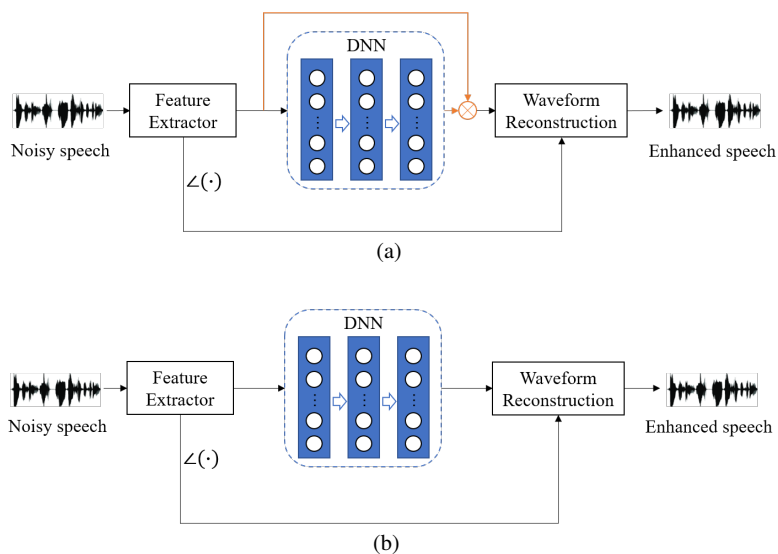 DNN
Feature
Extractor
Waveform
Reconstruction
Noisy speech
Enhanced speech
∠(·)
(a)
DNN
Feature
Extractor
Waveform
Reconstruction
Noisy speech
Enhanced speech
∠(·)
(b)